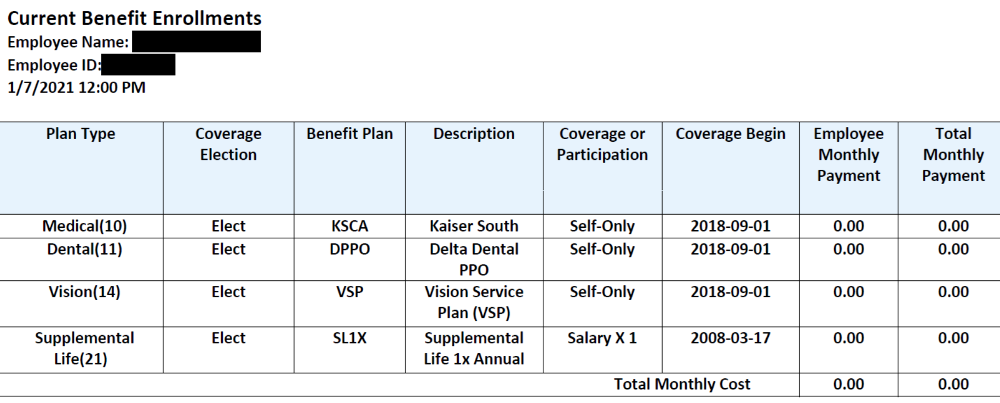 Current Benefit Enrollments
Employee Name:
Employee ID:
1/7/2021 12:00 PM
Plan Type Coverage Election Benefit Plan Description Coverage or Participation Coverage Begin Employee Monthly Payment Total Monthly Payment
Medical(10) Elect KSCA Kaiser South Self-Only 2018-09-01 0.00 0.00
Dental(11) Elect DPPO Delta Dental PPO Self-Only 2018-09-01 0.00 0.00
Vision(14) Elect VSP Vision Service Plan (VSP) Self-Only 2018-09-01 0.00 0.00
Supplemental Life(21) Elect SL1X Supplemental Life 1x Annual Salary X 1 2008-03-17 0.00 0.00
Total Monthly Cost 0.00 0.00